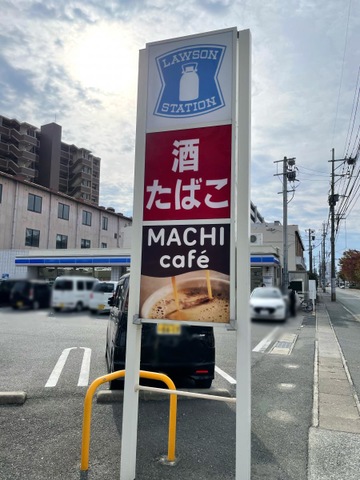 LAWSON
STATION
酒
たばこ
MACHI
café